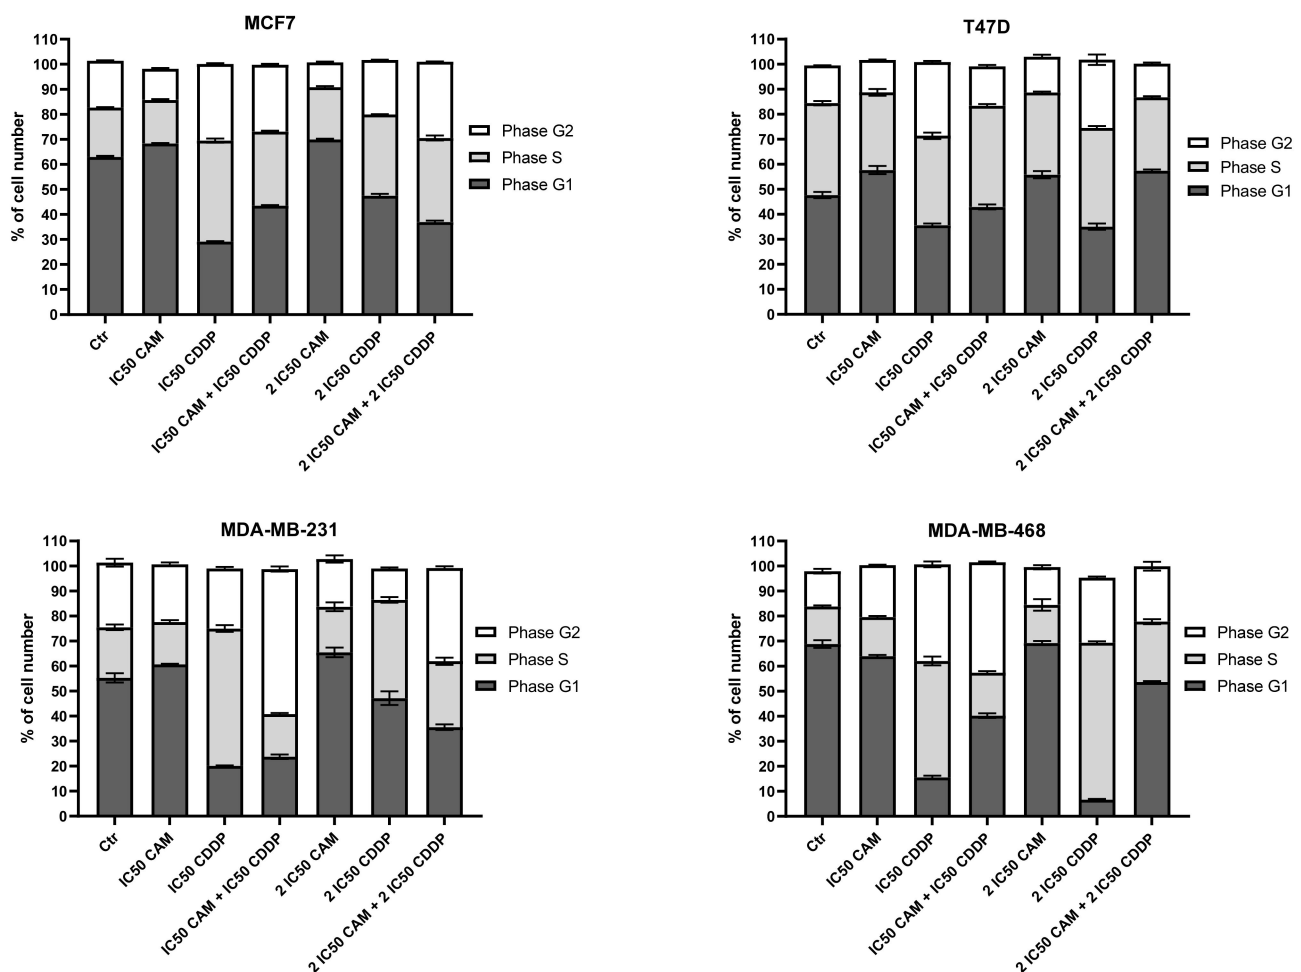 MCF7
% of cell number
110
100
90
80
70
60
50
40
30
20
10
0
Ctr
IC50 CAM
IC50 CDDP
IC50 CAM + IC50 CDDP
2 IC50 CAM
2 IC50 CDDP
2 IC50 CAM + 2 IC50 CDDP
Phase G2
Phase S
Phase G1
T47D
% of cell number
110
100
90
80
70
60
50
40
30
20
10
0
Ctr
IC50 CAM
IC50 CDDP
IC50 CAM + IC50 CDDP
2 IC50 CAM
2 IC50 CDDP
2 IC50 CAM + 2 IC50 CDDP
Phase G2
Phase S
Phase G1
MDA-MB-231
% of cell number
110
100
90
80
70
60
50
40
30
20
10
0
Ctr
IC50 CAM
IC50 CDDP
IC50 CAM + IC50 CDDP
2 IC50 CAM
2 IC50 CDDP
2 IC50 CAM + 2 IC50 CDDP
Phase G2
Phase S
Phase G1
MDA-MB-468
% of cell number
110
100
90
80
70
60
50
40
30
20
10
0
Ctr
IC50 CAM
IC50 CDDP
IC50 CAM + IC50 CDDP
2 IC50 CAM
2 IC50 CDDP
2 IC50 CAM + 2 IC50 CDDP
Phase G2
Phase S
Phase G1